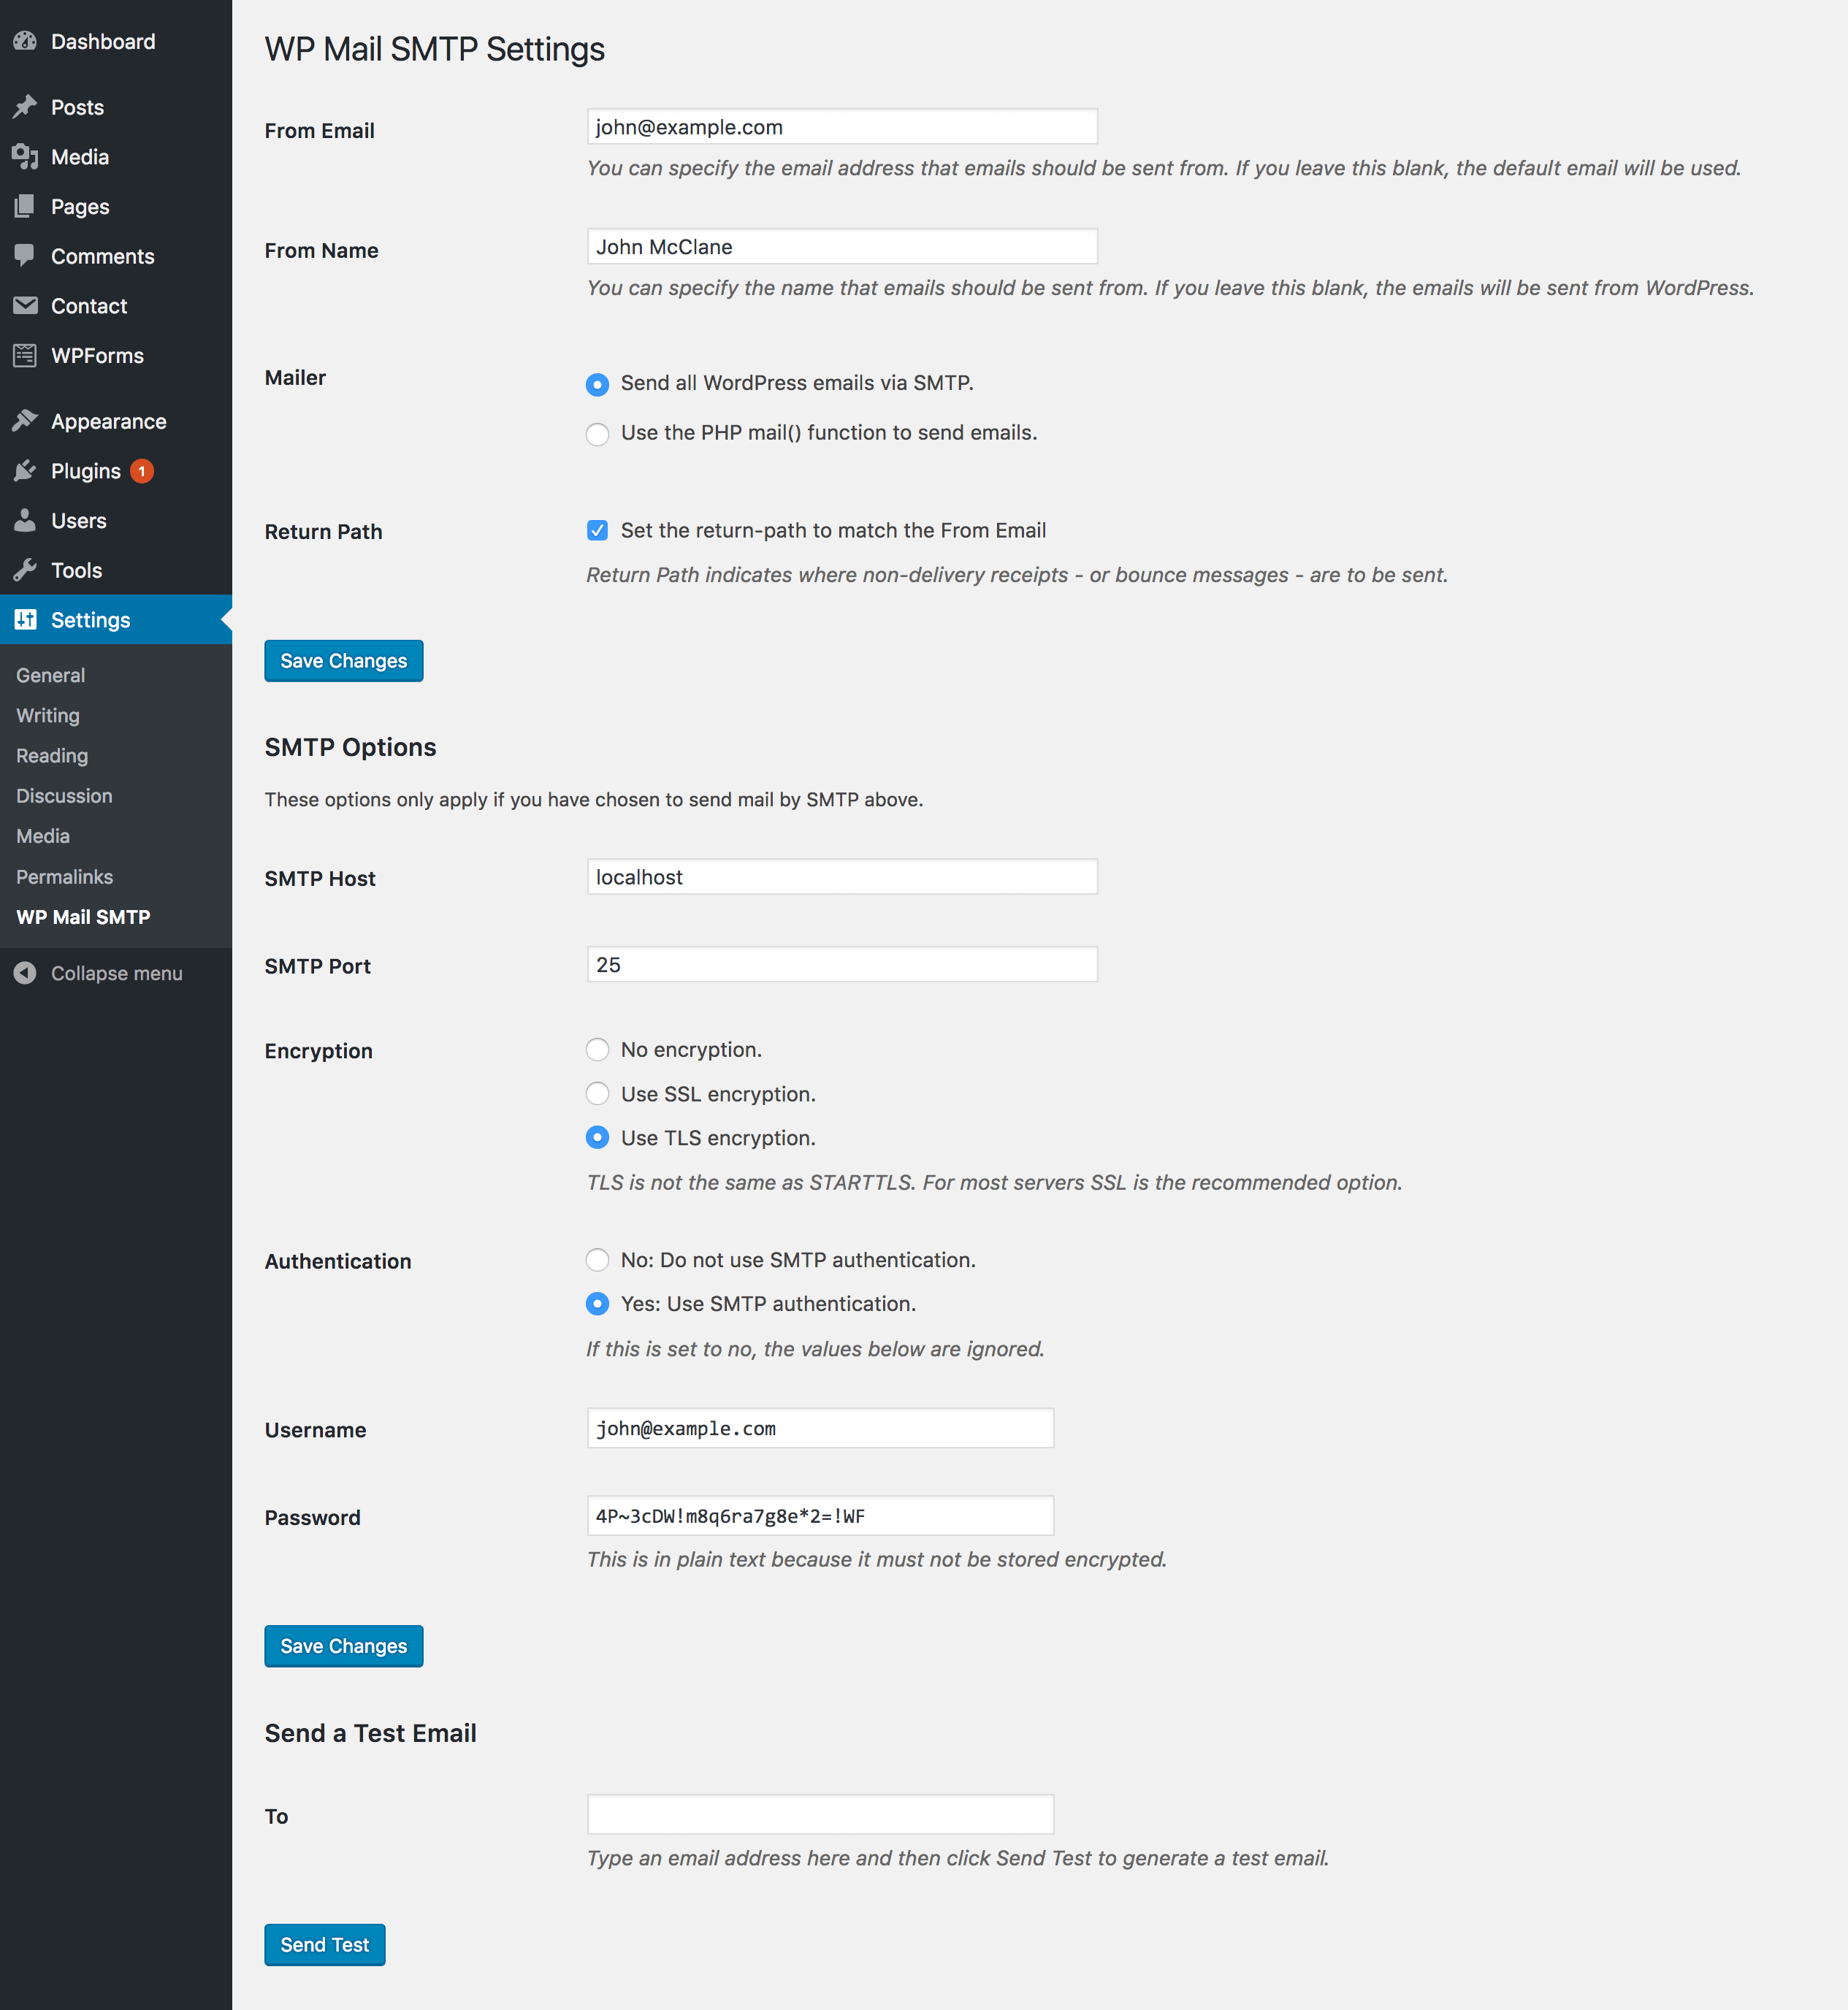 Dashboard
Posts
Media
Pages
Comments
Contact
WPForms
Appearance
Plugins 1
Users
Tools
Settings
General
Writing
Reading
Discussion
Media
Permalinks
WP Mail SMTP
Collapse menu
WP Mail SMTP Settings
From Email
john@example.com
You can specify the email address that emails should be sent from. If you leave this blank, the default email will be used.
From Name
John McClane
You can specify the name that emails should be sent from. If you leave this blank, the emails will be sent from WordPress.
Mailer
Send all WordPress emails via SMTP.
Use the PHP mail() function to send emails.
Return Path
Set the return-path to match the From Email
Return Path indicates where non-delivery receipts - or bounce messages - are to be sent.
Save Changes
SMTP Options
These options only apply if you have chosen to send mail by SMTP above.
SMTP Host
localhost
SMTP Port
25
Encryption
No encryption.
Use SSL encryption.
Use TLS encryption.
TLS is not the same as STARTTLS. For most servers SSL is the recommended option.
Authentication
No: Do not use SMTP authentication.
Yes: Use SMTP authentication.
If this is set to no, the values below are ignored.
Username
john@example.com
Password
4P~3cDW!m8q6ra7g8e*2=!WF
This is in plain text because it must not be stored encrypted.
Save Changes
Send a Test Email
To
Type an email address here and then click Send Test to generate a test email.
Send Test